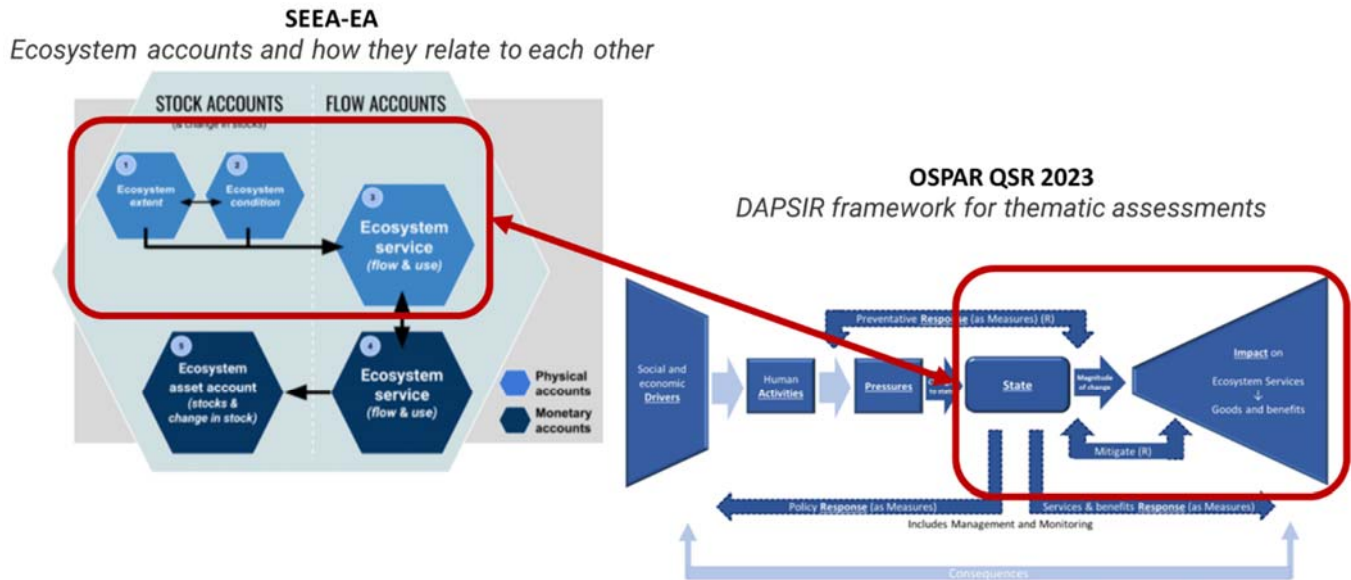 SEEA-EA
Ecosystem accounts and how they relate to each other
STOCK ACCOUNTS
(& change in stocks)
FLOW ACCOUNTS
1
Ecosystem
extent
2
Ecosystem
condition
3
Ecosystem
service
(flow & use)
5
Ecosystem
asset account
(stocks &
change in stock)
4
Ecosystem
service
(flow & use)
Physical
accounts
Monetary
accounts
OSPAR QSR 2023
DAPSIR framework for thematic assessments
Preventative Response (as Measures) (R)
Social and
economic
Drivers
Human
Activities
Pressures
to state
State
Magnitude
of change
Impact on
Ecosystem Services
↓
Goods and benefits
Mitigate (R)
Policy Response (as Measures)
Services & benefits Response (as Measures)
Includes Management and Monitoring
Consequences